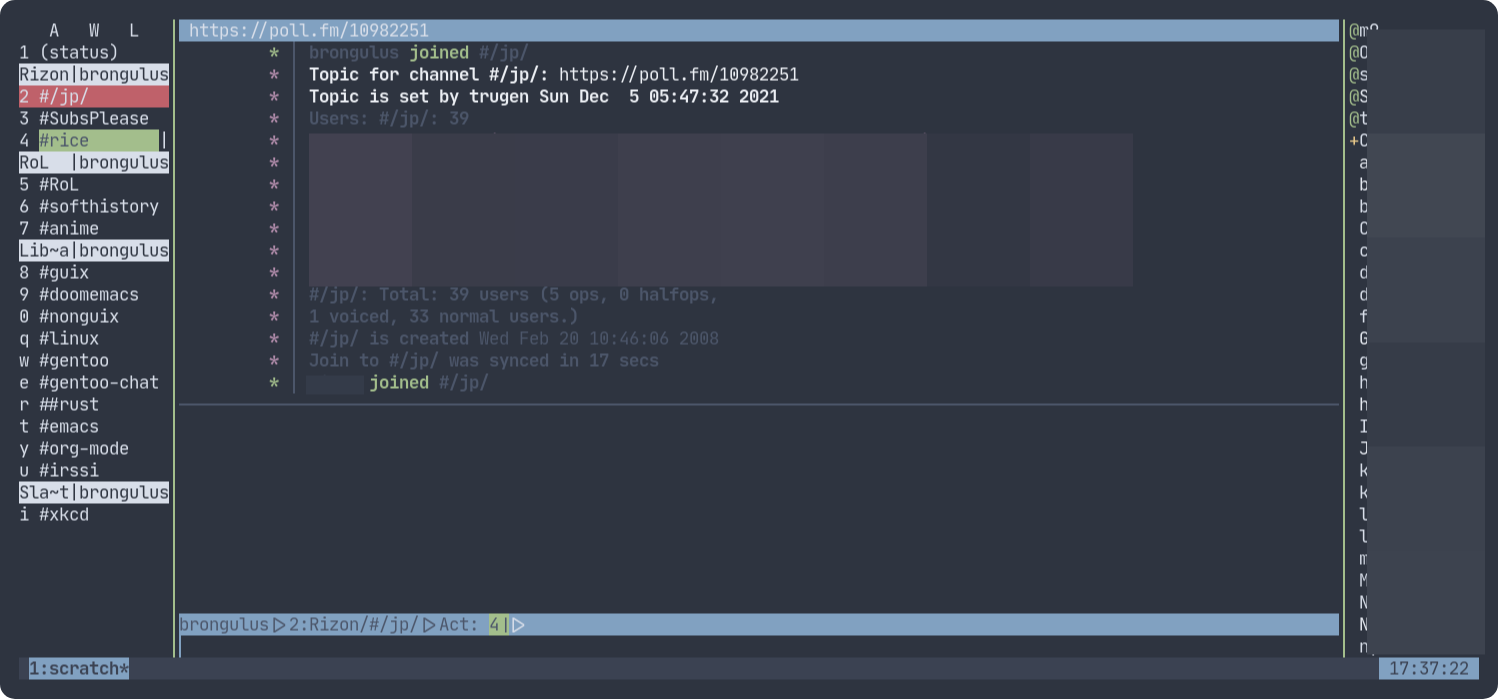 A W L
1 (status)
Rizon|brongulus
2 #/jp/
3 #SubsPlease
4 #rice |
RoL |brongulus
5 #RoL
6 #softhistory
7 #anime
Lib~a|brongulus
8 #guix
9 #doomemacs
0 #nonguix
q #linux
w #gentoo
e #gentoo-chat
r ##rust
t #emacs
y #org-mode
u #irssi
Sla~t|brongulus
i #xkcd
https://poll.fm/10982251
* brongulus joined #/jp/
* Topic for channel #/jp/: https://poll.fm/10982251
* Topic is set by trugen Sun Dec 5 05:47:32 2021
* Users: #/jp/: 39
*
*
*
*
*
*
*
* #/jp/: Total: 39 users (5 ops, 0 halfops,
* 1 voiced, 33 normal users.)
* #/jp/ is created Wed Feb 20 10:46:06 2008
* Join to #/jp/ was synced in 17 secs
* joined #/jp/
brongulus▷2:Rizon/#/jp/▷Act: 4|▷
@m
@O
@s
@S
@t
+C
a
b
b
C
c
d
d
f
G
g
h
h
I
J
k
k
l
l
m
M
N
N
n
1:scratch*
17:37:22